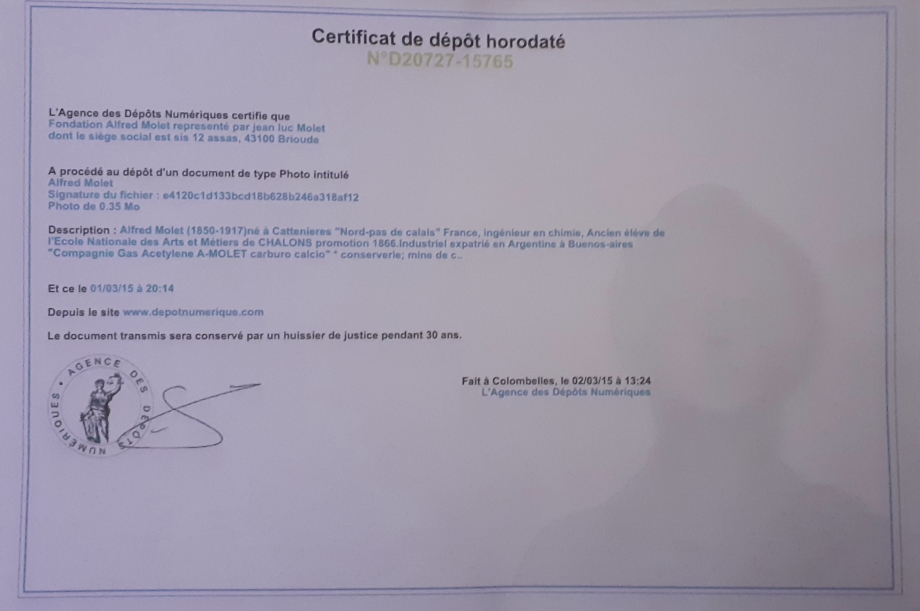 Certificat de dépôt horodaté
N°D20727-15765
L'Agence des Dépôts Numériques certifie que
Fondation Alfred Molet représenté par jean luc Molet
dont le siège social est sis 12 assas, 43100 Brioude
A procédé au dépôt d'un document de type Photo intitulé
Alfred Molet
Signature du fichier : e4120c1d133bcd18b628b246a318af12
Photo de 0.35 Mo
Description : Alfred Molet (1850-1917)né à Cattenieres "Nord-pas de calais" France, ingénieur en chimie, Ancien éléve de
l'Ecole Nationale des Arts et Métiers de CHALONS promotion 1866.Industriel expatrié en Argentine à Buenos-aires
"Compagnie Gas Acetylene A-MOLET carburo calcio" * conserverie; mine de c..
Et ce le 01/03/15 à 20:14
Depuis le site www.depotnumerique.com
Le document transmis sera conservé par un huissier de justice pendant 30 ans.
AGENCE DES DÉPÔTS NUMÉRIQUES
Fait à Colombelles, le 02/03/15 à 13:24
L'Agence des Dépôts Numériques